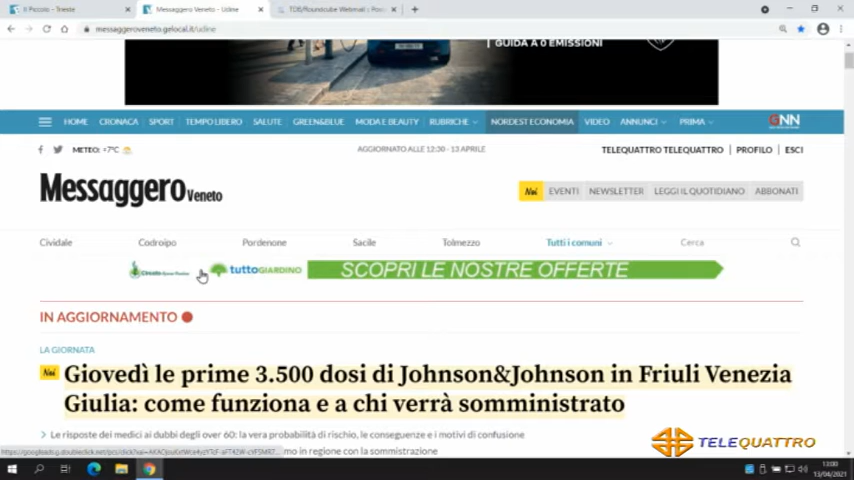 Il Piccolo - Trieste
Messaggero Veneto - Udine
messaggeroveneto.gelocal.it/udine
GUIDA A 0 EMISSIONI
HOME CRONACA SPORT TEMPO LIBERO SALUTE GREEN&BLUE MODA E BEAUTY RUBRICHE NORDEST ECONOMIA VIDEO ANNUNCI PRIMA GNN
METEO: +7°C AGGIORNATO ALLE 12:30 - 13 APRILE TELEQUATTRO TELEQUATTRO PROFILO ESCI
Messaggero Veneto
Noi EVENTI NEWSLETTER LEGGI IL QUOTIDIANO ABBONATI
Cividale Codroipo Pordenone Sacile Tolmezzo Tutti i comuni Cerca
tuttoGIARDINO SCOPRI LE NOSTRE OFFERTE
IN AGGIORNAMENTO
LA GIORNATA
Noi Giovedì le prime 3.500 dosi di Johnson&Johnson in Friuli Venezia
Giulia: come funziona e a chi verrà somministrato
Le risposte dei medici ai dubbi degli over 60: la vera probabilità di rischio, le conseguenze e i motivi di confusione
mo in regione con la somministrazione
TELEQUATTRO
13:00
13/04/2021